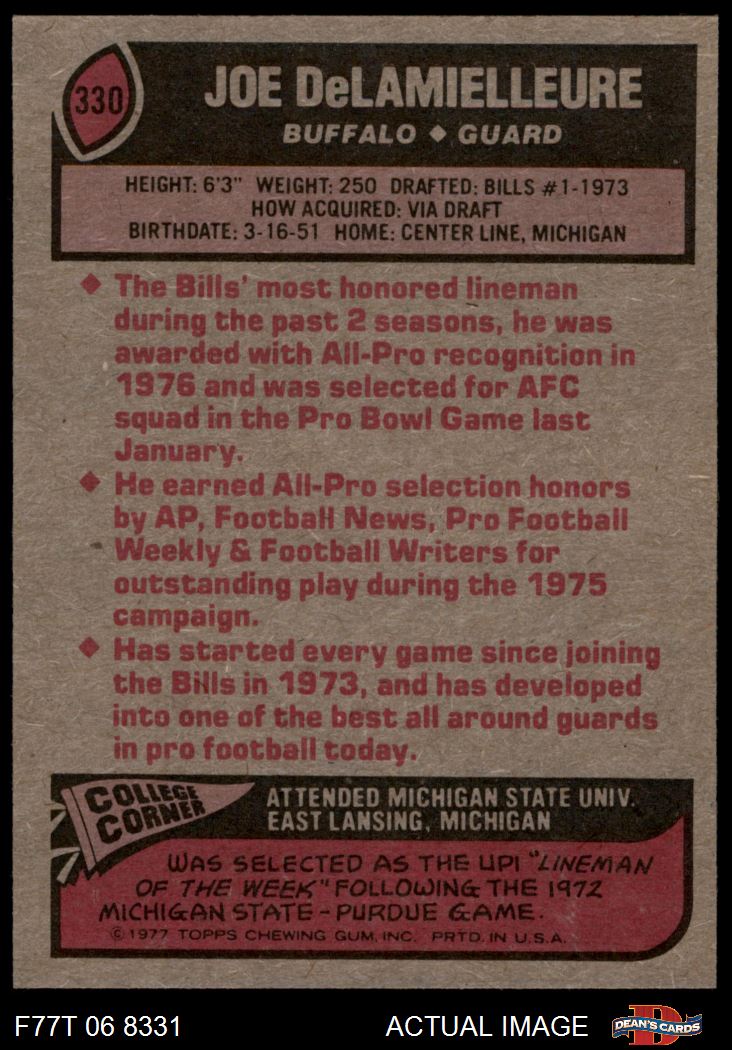 330
JOE DeLAMIELLEURE
BUFFALO ◆ GUARD
HEIGHT: 6'3" WEIGHT: 250 DRAFTED: BILLS #1-1973
HOW ACQUIRED: VIA DRAFT
BIRTHDATE: 3-16-51 HOME: CENTER LINE, MICHIGAN
◆ The Bills' most honored lineman
during the past 2 seasons, he was
awarded with All-Pro recognition in
1976 and was selected for AFC
squad in the Pro Bowl Game last
January.
◆ He earned All-Pro selection honors
by AP, Football News, Pro Football
Weekly & Football Writers for
outstanding play during the 1975
campaign.
◆ Has started every game since joining
the Bills in 1973, and has developed
into one of the best all around guards
in pro football today.
COLLEGE
CORNER
ATTENDED MICHIGAN STATE UNIV.
EAST LANSING, MICHIGAN
WAS SELECTED AS THE UPI "LINEMAN
OF THE WEEK" FOLLOWING THE 1972
MICHIGAN STATE - PURDUE GAME.
© 1977 TOPPS CHEWING GUM, INC. PRTD. IN U.S.A.
F77T 06 8331
ACTUAL IMAGE
D
DEAN'S CARDS